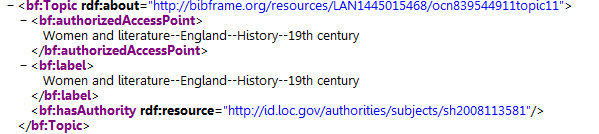 − <bf:Topic rdf:about="http://bibframe.org/resources/LAN1445015468/ocn839544911topic11">
− <bf:authorizedAccessPoint>
Women and literature--England--History--19th century
</bf:authorizedAccessPoint>
− <bf:label>
Women and literature--England--History--19th century
</bf:label>
<bf:hasAuthority rdf:resource="http://id.loc.gov/authorities/subjects/sh2008113581"/>
</bf:Topic>